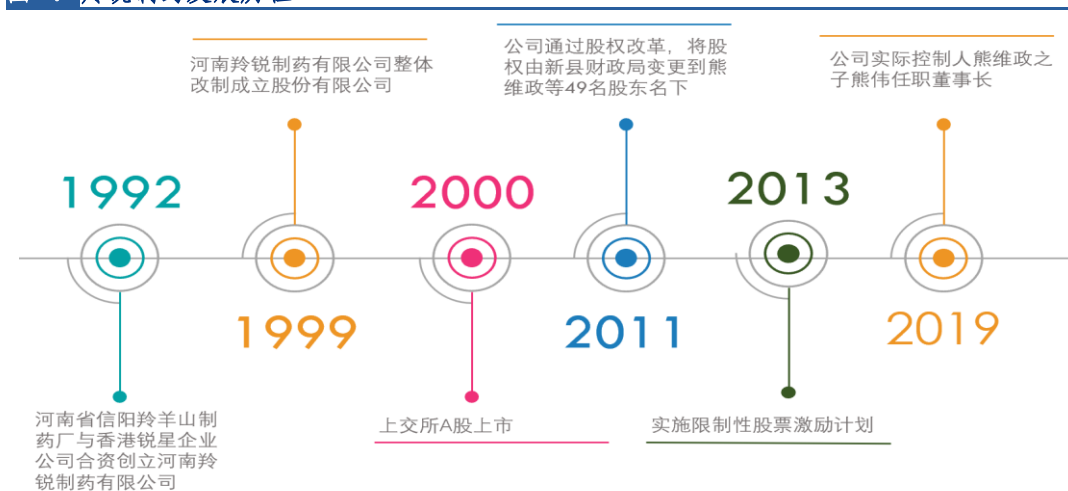 河南羚锐制药有限公司整体
改制成立股份有限公司
公司通过股权改革，将股
权由新县财政局变更到熊
维政等49名股东名下
公司实际控制人熊维政之
子熊伟任职董事长
1992
2000
2013
1999
2011
2019
河南省信阳羚羊山制
药厂与香港锐星企业
公司合资创立河南羚
锐制药有限公司
上交所A股上市
实施限制性股票激励计划